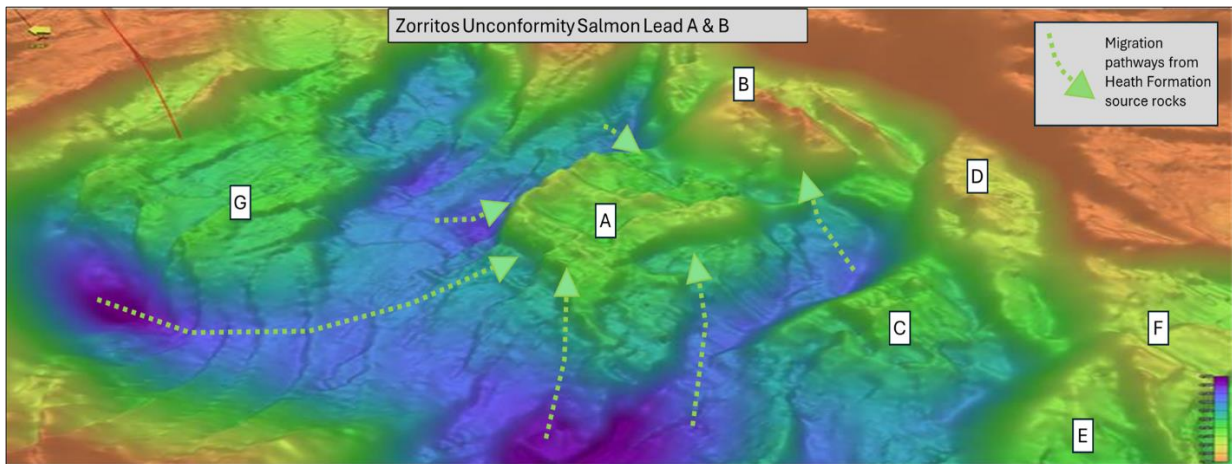 Zorritos Unconformity Salmon Lead A & B
Migration
pathways from
Heath Formation
source rocks
B
D
G
A
C
F
E